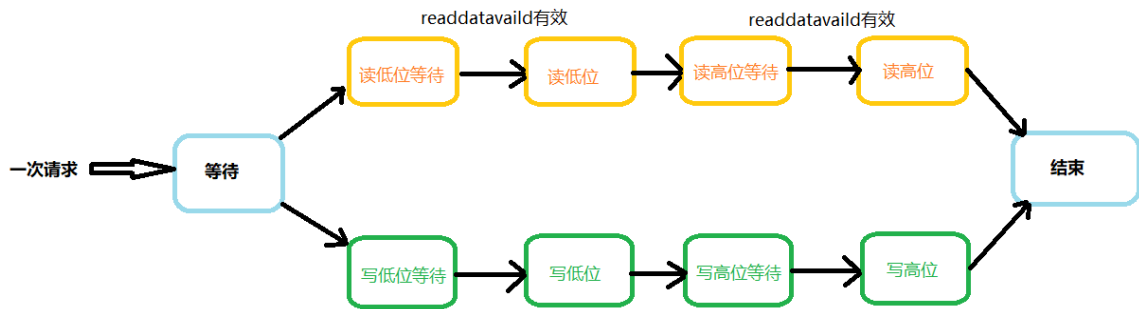 readdatavaild有效
readdatavaild有效
读低位等待
读低位
读高位等待
读高位
一次请求
等待
结束
写低位等待
写低位
写高位等待
写高位